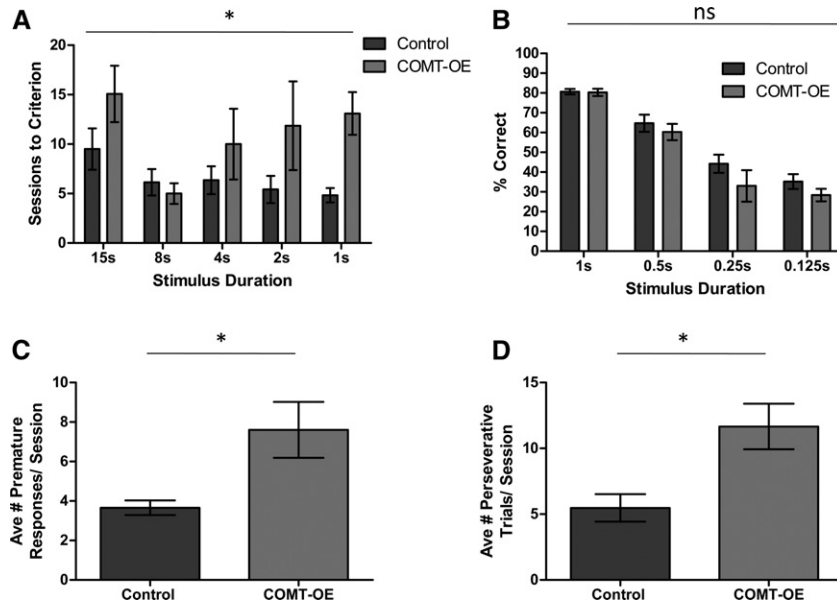 A
*
Control
COMT-OE
20
15
10
5
0
Sessions to Criterion
15s 8s 4s 2s 1s
Stimulus Duration
B
ns
Control
COMT-OE
100
90
80
70
60
50
40
30
20
10
0
% Correct
1s 0.5s 0.25s 0.125s
Stimulus Duration
C
*
10
8
6
4
2
0
Ave # Premature
Responses/ Session
Control COMT-OE
D
*
15
10
5
0
Ave # Perseverative
Trials/ Session
Control COMT-OE